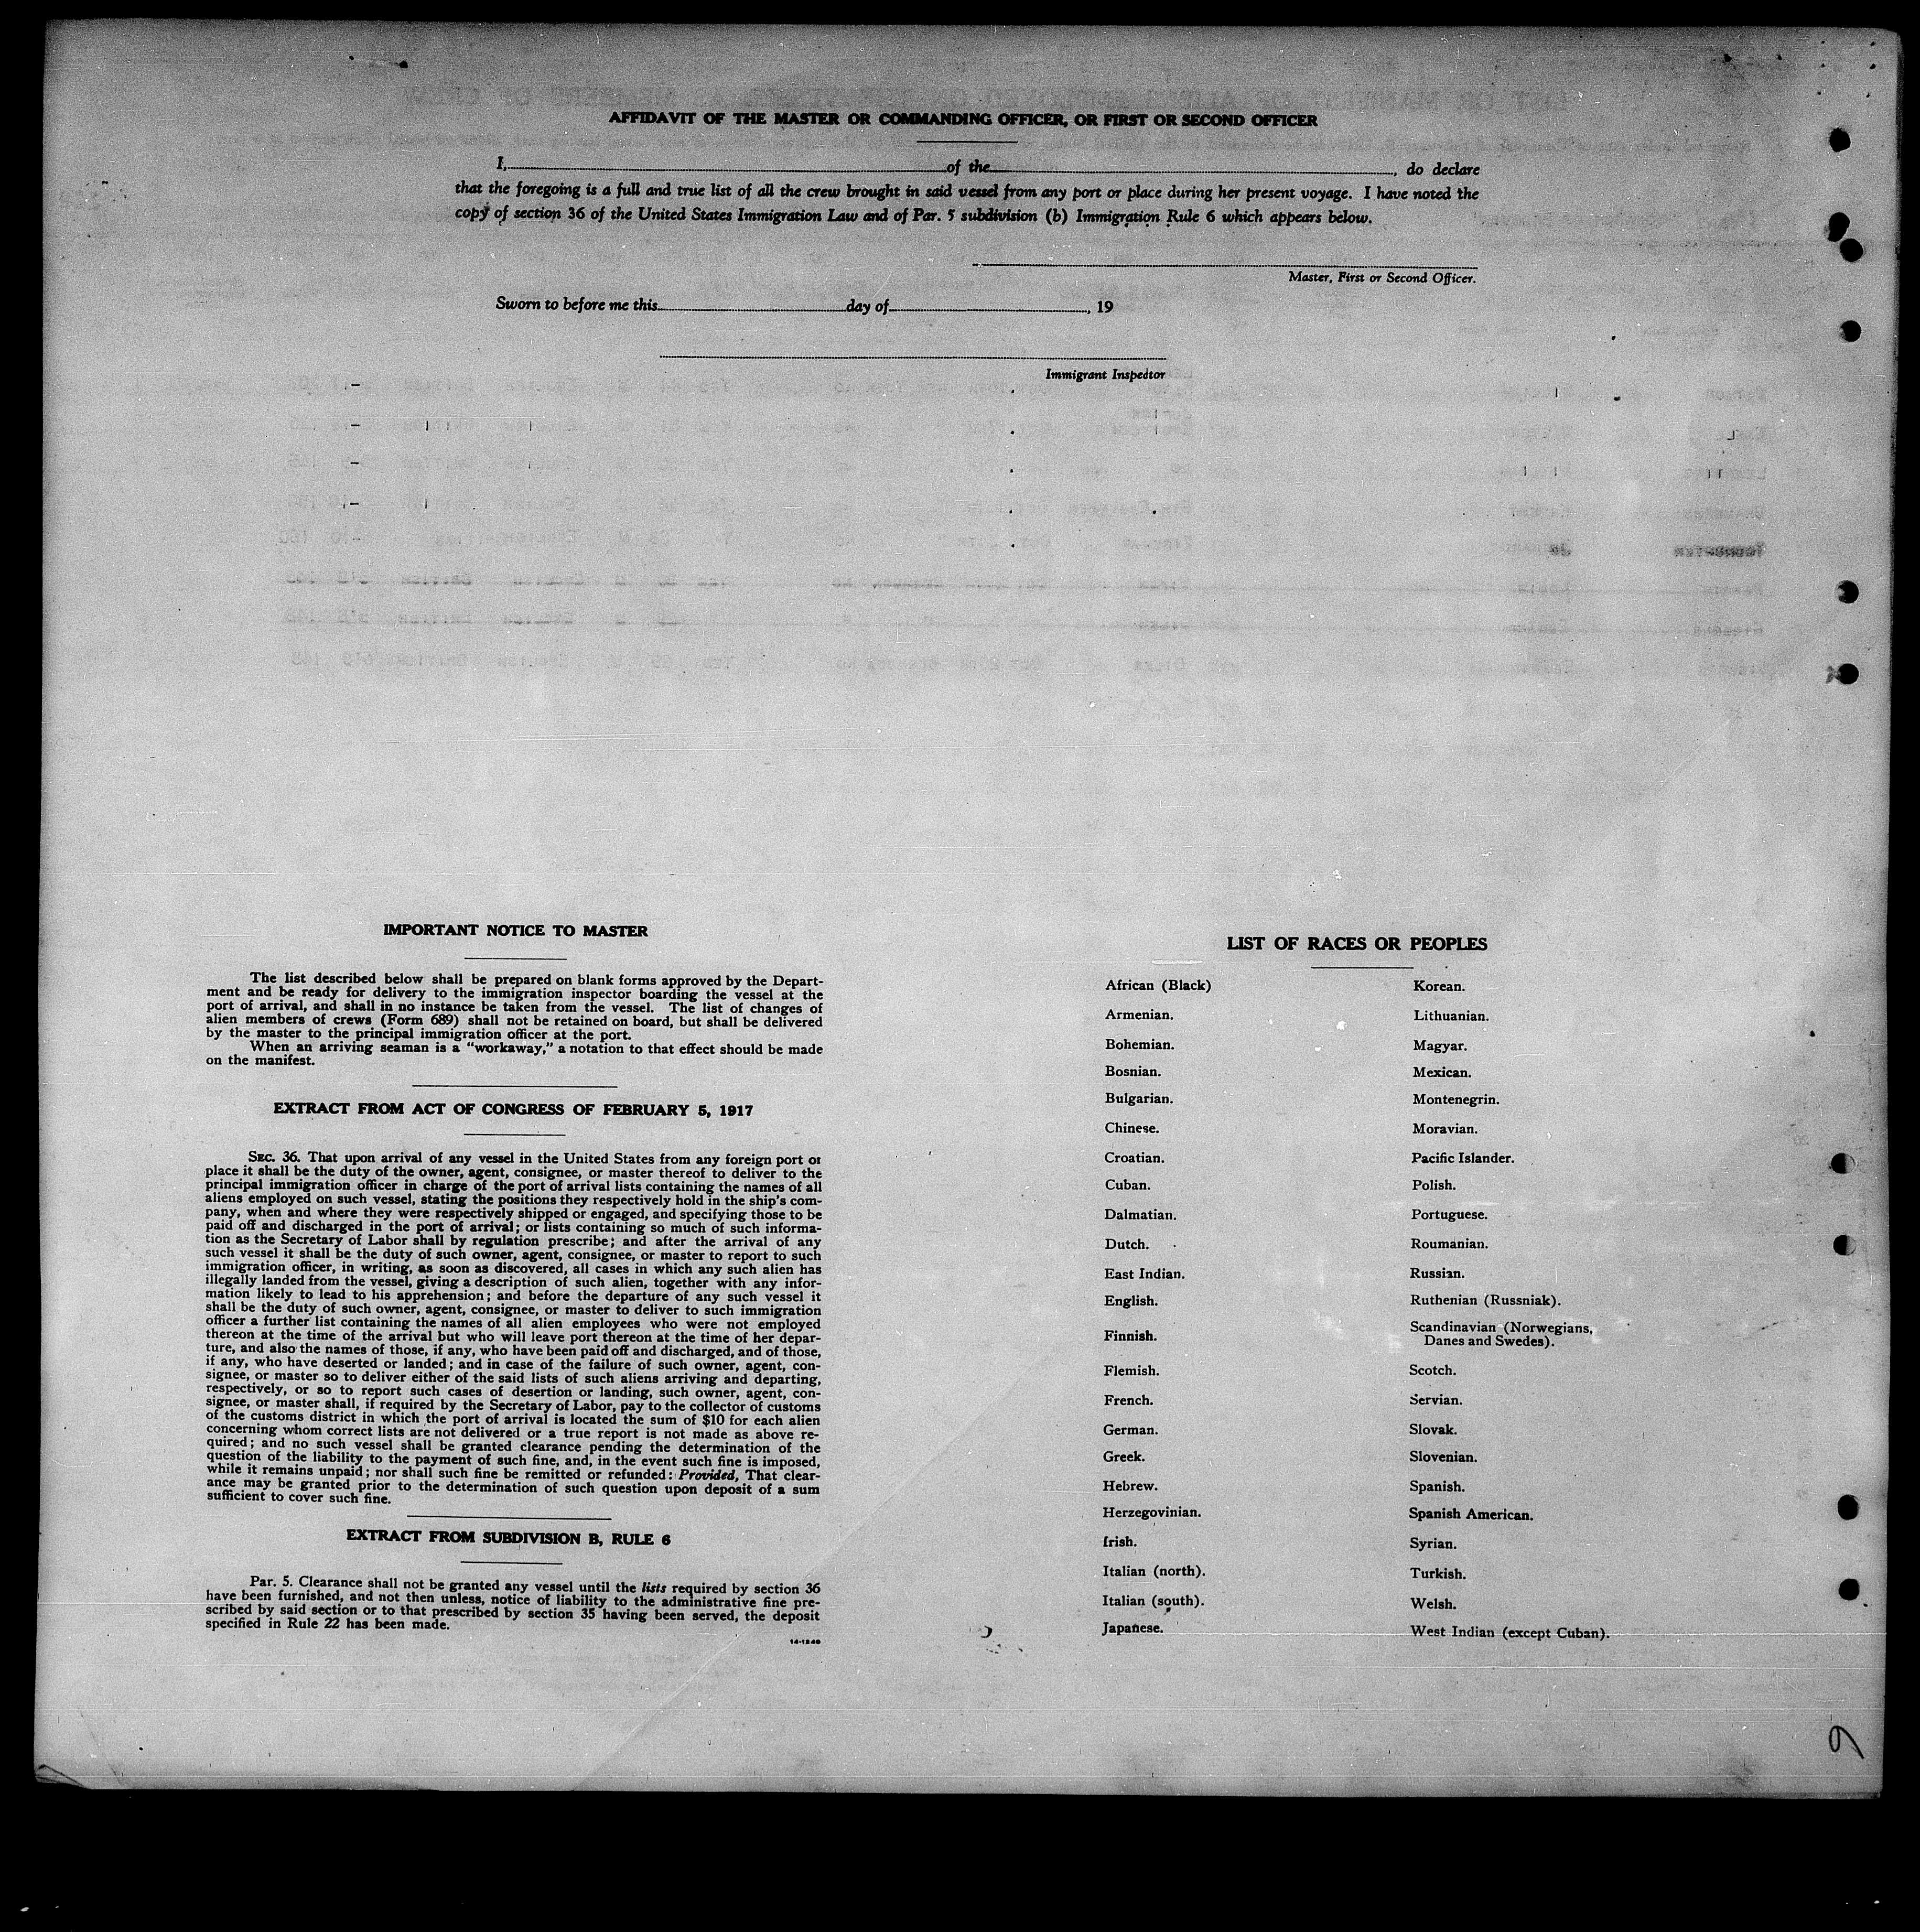 AFFIDAVIT OF THE MASTER OR COMMANDING OFFICER, OR FIRST OR SECOND OFFICER
I, of the , do declare
that the foregoing is a full and true list of all the crew brought in said vessel from any port or place during her present voyage. I have noted the
copy of section 36 of the United States Immigration Law and of Par. 5 subdivision (b) Immigration Rule 6 which appears below.
Master, First or Second Officer.
Sworn to before me this day of , 19
Immigrant Inspector
IMPORTANT NOTICE TO MASTER
The list described below shall be prepared on blank forms approved by the Depart-
ment and be ready for delivery to the immigration inspector boarding the vessel at the
port of arrival, and shall in no instance be taken from the vessel. The list of changes of
alien members of crews (Form 689) shall not be retained on board, but shall be delivered
by the master to the principal immigration officer at the port.
When an arriving seaman is a "workaway," a notation to that effect should be made
on the manifest.
EXTRACT FROM ACT OF CONGRESS OF FEBRUARY 5, 1917
SEC. 36. That upon arrival of any vessel in the United States from any foreign port or
place it shall be the duty of the owner, agent, consignee, or master thereof to deliver to the
principal immigration officer in charge of the port of arrival lists containing the names of all
aliens employed on such vessel, stating the positions they respectively hold in the ship's com-
pany, when and where they were respectively shipped or engaged, and specifying those to be
paid off and discharged in the port of arrival; or lists containing so much of such informa-
tion as the Secretary of Labor shall by regulation prescribe; and after the arrival of any
such vessel it shall be the duty of such owner, agent, consignee, or master to report to such
immigration officer, in writing, as soon as discovered, all cases in which any such alien has
illegally landed from the vessel, giving a description of such alien, together with any infor-
mation likely to lead to his apprehension; and before the departure of any such vessel it
shall be the duty of such owner, agent, consignee, or master to deliver to such immigration
officer a further list containing the names of all alien employees who were not employed
thereon at the time of the arrival but who will leave port thereon at the time of her depar-
ture, and also the names of those, if any, who have been paid off and discharged, and of those,
if any, who have deserted or landed; and in case of the failure of such owner, agent, con-
signee, or master so to deliver either of the said lists of such aliens arriving and departing,
respectively, or so to report such cases of desertion or landing, such owner, agent, con-
signee, or master shall, if required by the Secretary of Labor, pay to the collector of customs
of the customs district in which the port of arrival is located the sum of $10 for each alien
concerning whom correct lists are not delivered or a true report is not made as above re-
quired; and no such vessel shall be granted clearance pending the determination of the
question of the liability to the payment of such fine, and, in the event such fine is imposed,
while it remains unpaid; nor shall such fine be remitted or refunded: Provided, That clear-
ance may be granted prior to the determination of such question upon deposit of a sum
sufficient to cover such fine.
EXTRACT FROM SUBDIVISION B, RULE 6
Par. 5. Clearance shall not be granted any vessel until the lists required by section 36
have been furnished, and not then unless, notice of liability to the administrative fine pre-
scribed by said section or to that prescribed by section 35 having been served, the deposit
specified in Rule 22 has been made.
14-1240
LIST OF RACES OR PEOPLES
African (Black)
Armenian.
Bohemian.
Bosnian.
Bulgarian.
Chinese.
Croatian.
Cuban.
Dalmatian.
Dutch.
East Indian.
English.
Finnish.
Flemish.
French.
German.
Greek.
Hebrew.
Herzegovinian.
Irish.
Italian (north).
Italian (south).
Japanese.
Korean.
Lithuanian.
Magyar.
Mexican.
Montenegrin.
Moravian.
Pacific Islander.
Polish.
Portuguese.
Roumanian.
Russian.
Ruthenian (Russniak).
Scandinavian (Norwegians,
Danes and Swedes).
Scotch.
Servian.
Slovak.
Slovenian.
Spanish.
Spanish American.
Syrian.
Turkish.
Welsh.
West Indian (except Cuban).